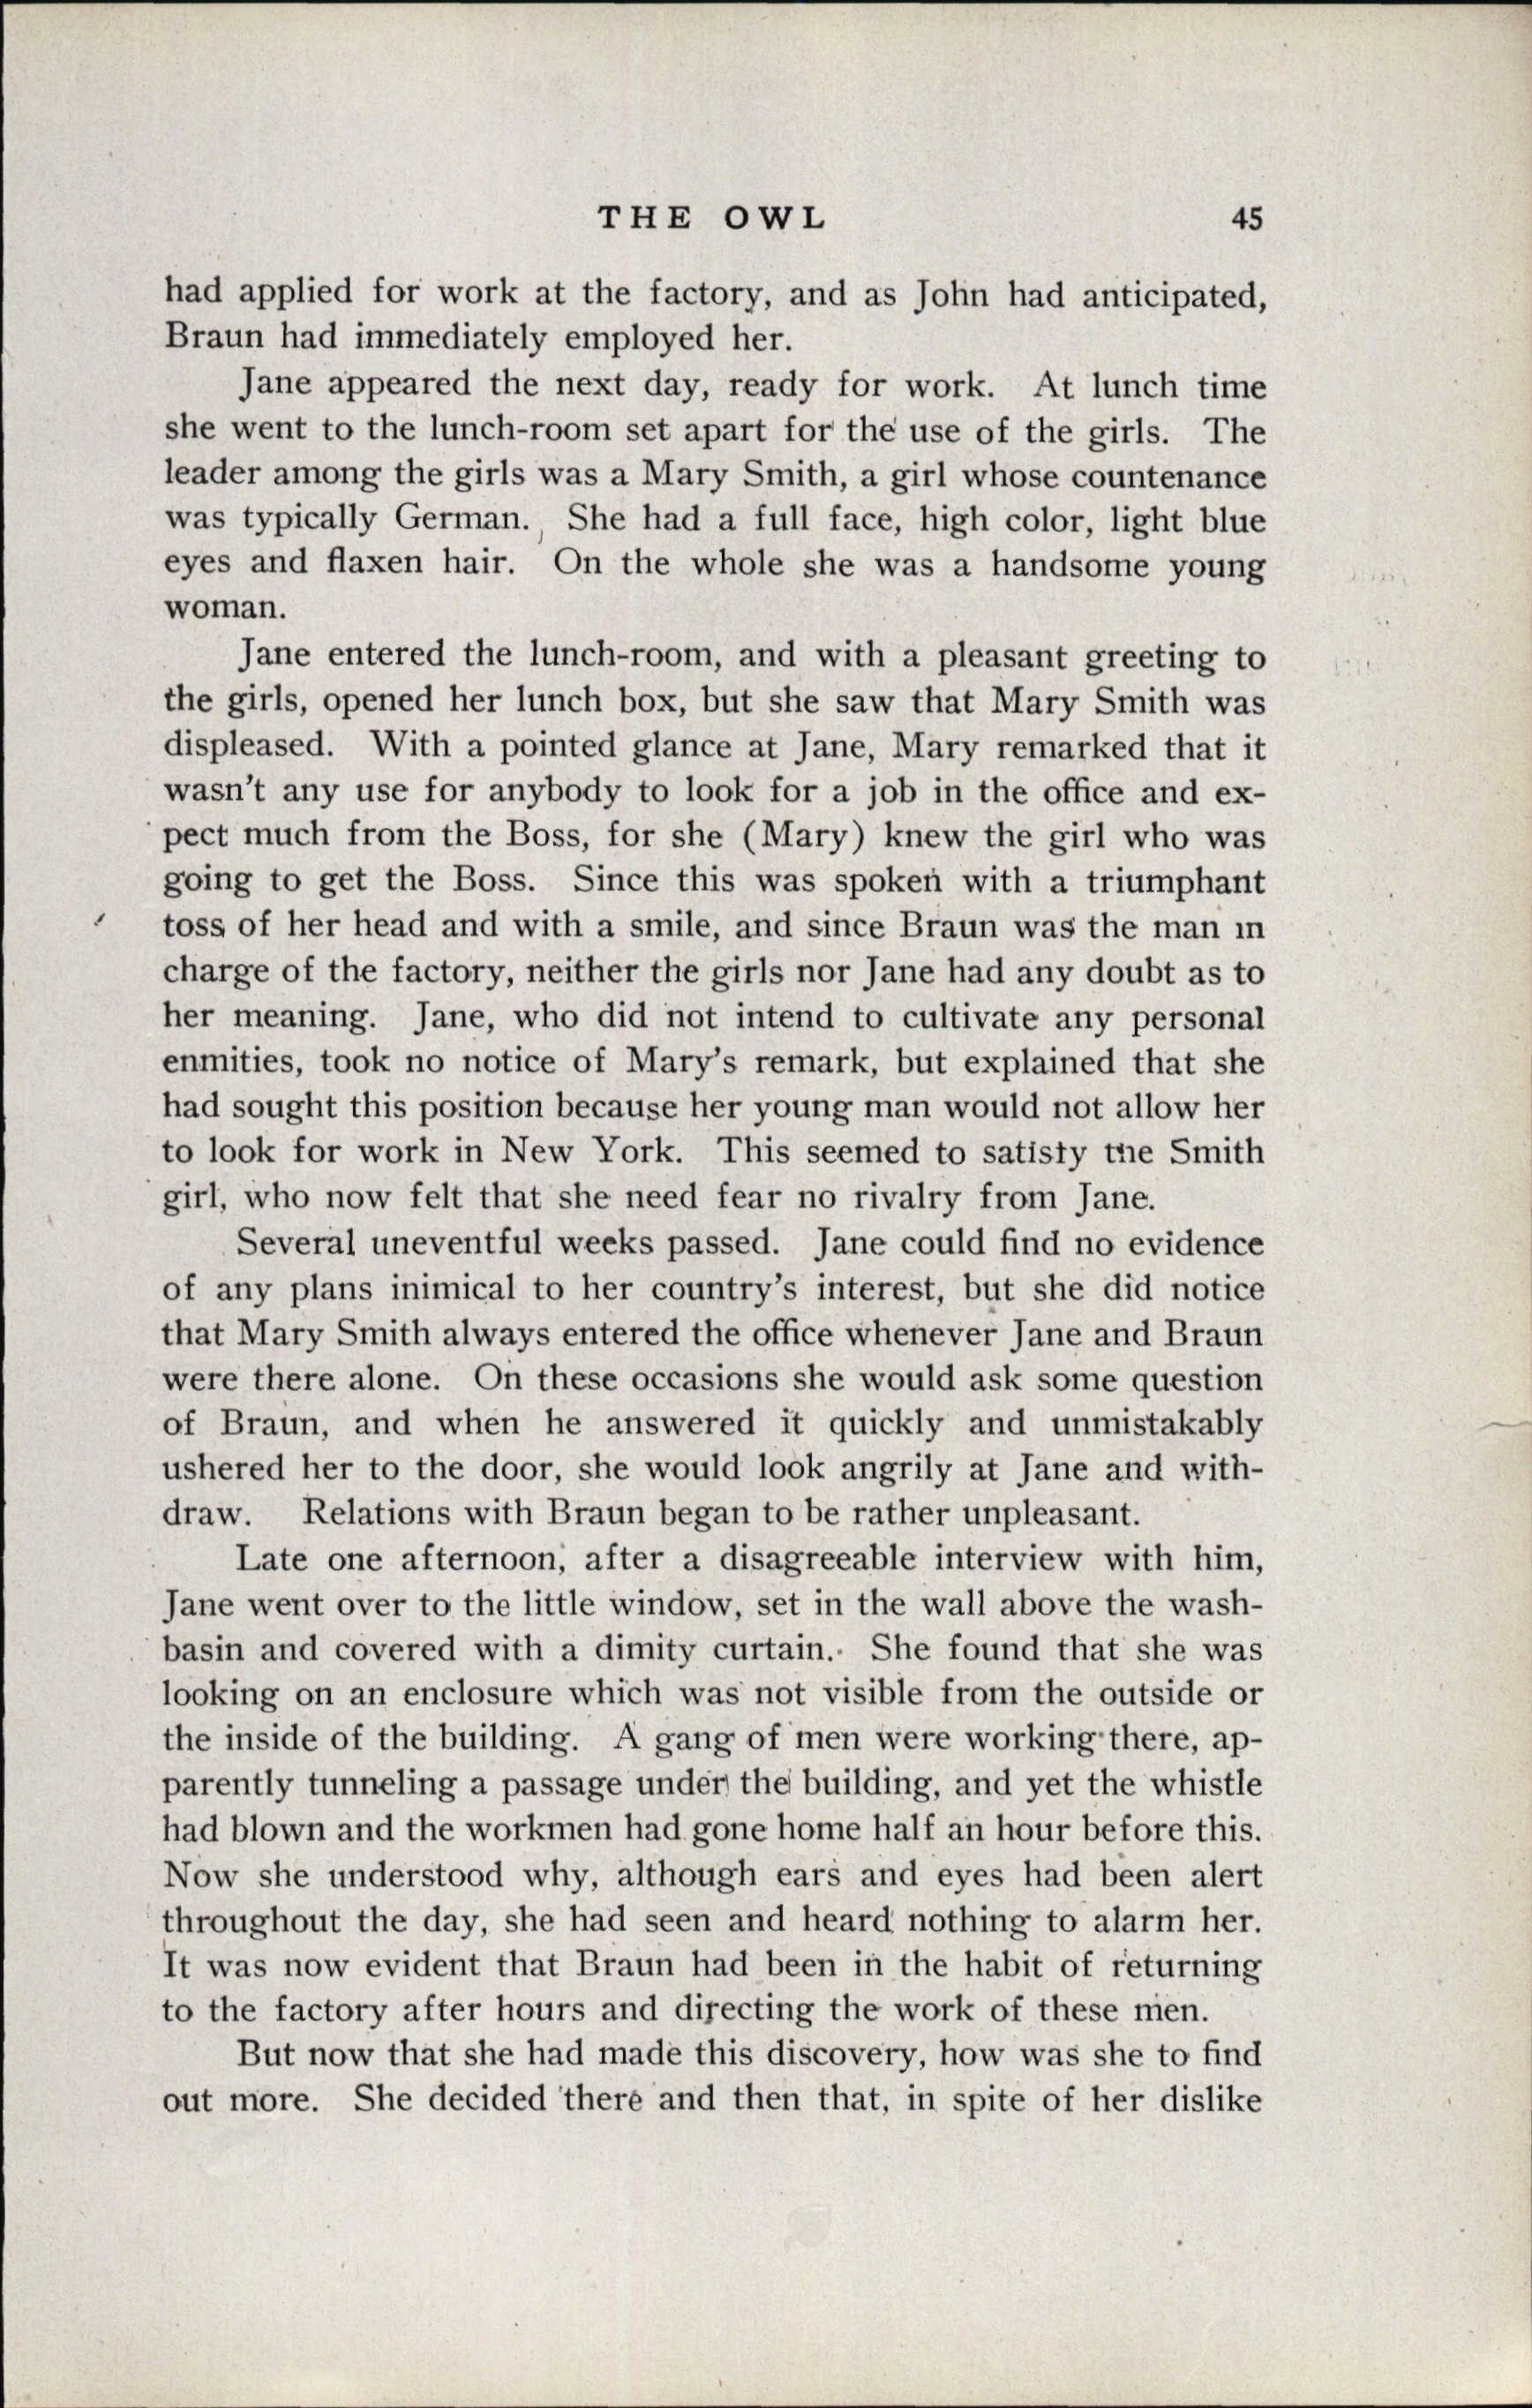 THE OWL 45
had applied for work at the factory, and as John had anticipated,
Braun had immediately employed her.
Jane appeared the next day, ready for work. At lunch time
she went to the lunch-room set apart for the use of the girls. The
leader among the girls was a Mary Smith, a girl whose countenance
was typically German. She had a full face, high color, light blue
eyes and flaxen hair. On the whole she was a handsome young
woman.
Jane entered the lunch-room, and with a pleasant greeting to
the girls, opened her lunch box, but she saw that Mary Smith was
displeased. With a pointed glance at Jane, Mary remarked that it
wasn't any use for anybody to look for a job in the office and ex-
pect much from the Boss, for she (Mary) knew the girl who was
going to get the Boss. Since this was spoken with a triumphant
toss of her head and with a smile, and since Braun was the man in
charge of the factory, neither the girls nor Jane had any doubt as to
her meaning. Jane, who did not intend to cultivate any personal
enmities, took no notice of Mary's remark, but explained that she
had sought this position because her young man would not allow her
to look for work in New York. This seemed to satisfy the Smith
girl, who now felt that she need fear no rivalry from Jane.
Several uneventful weeks passed. Jane could find no evidence
of any plans inimical to her country's interest, but she did notice
that Mary Smith always entered the office whenever Jane and Braun
were there alone. On these occasions she would ask some question
of Braun, and when he answered it quickly and unmistakably
ushered her to the door, she would look angrily at Jane and with-
draw. Relations with Braun began to be rather unpleasant.
Late one afternoon, after a disagreeable interview with him,
Jane went over to the little window, set in the wall above the wash-
basin and covered with a dimity curtain. She found that she was
looking on an enclosure which was not visible from the outside or
the inside of the building. A gang of men were working there, ap-
parently tunneling a passage under the building, and yet the whistle
had blown and the workmen had gone home half an hour before this.
Now she understood why, although ears and eyes had been alert
throughout the day, she had seen and heard nothing to alarm her.
It was now evident that Braun had been in the habit of returning
to the factory after hours and directing the work of these men.
But now that she had made this discovery, how was she to find
out more. She decided there and then that, in spite of her dislike